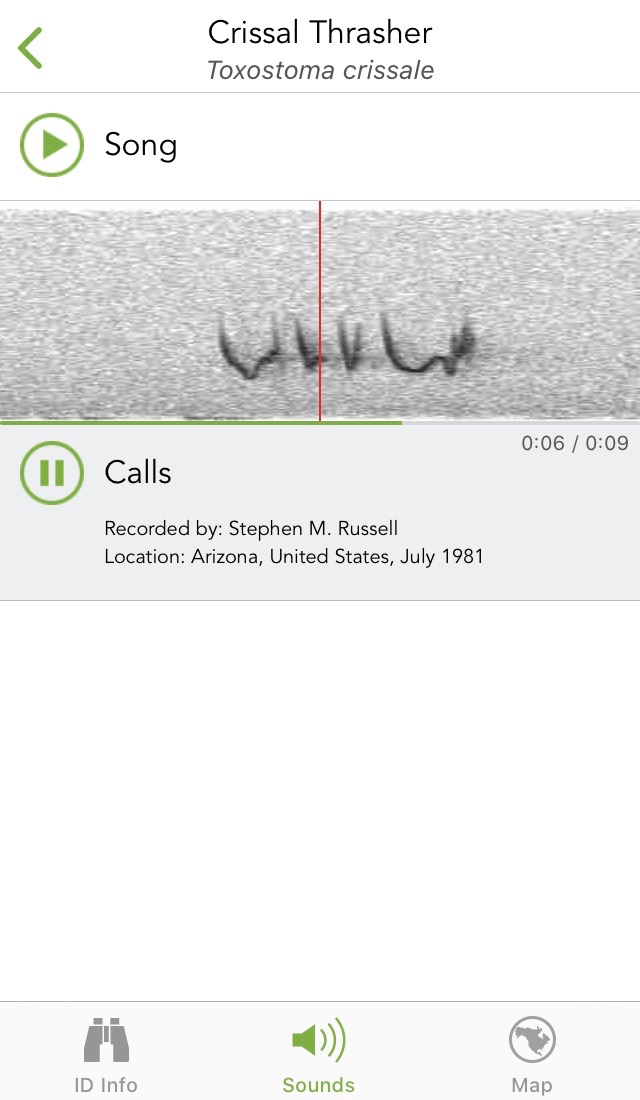 Crissal Thrasher
Toxostoma crissale
Song
0:06 / 0:09
Calls
Recorded by: Stephen M. Russell
Location: Arizona, United States, July 1981
ID Info
Sounds
Map